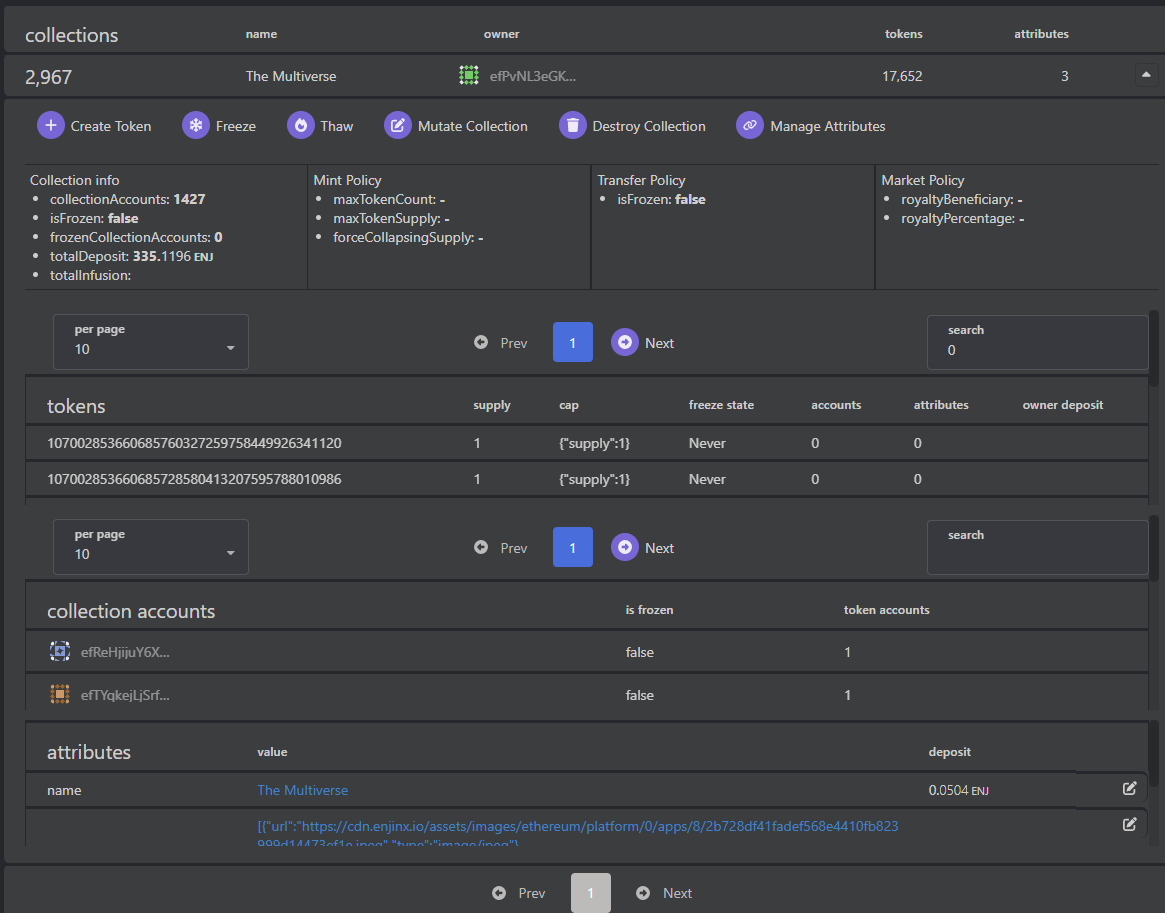 collections name owner tokens attributes
2,967 The Multiverse efPvNL3eGK... 17,652 3
Create Token Freeze Thaw Mutate Collection Destroy Collection Manage Attributes
Collection info
collectionAccounts: 1427
isFrozen: false
frozenCollectionAccounts: 0
totalDeposit: 335.1196 ENJ
totalInfusion:
Mint Policy
maxTokenCount: -
maxTokenSupply: -
forceCollapsingSupply: -
Transfer Policy
isFrozen: false
Market Policy
royaltyBeneficiary: -
royaltyPercentage: -
per page
10
Prev 1 Next
search
0
tokens supply cap freeze state accounts attributes owner deposit
10700285366068576032725975844992634​1120 1 {"supply":1} Never 0 0
10700285366068572858041320759578801​0986 1 {"supply":1} Never 0 0
per page
10
Prev 1 Next
search
collection accounts is frozen token accounts
efReHjijuY6X... false 1
efTYqkejLjSrf... false 1
attributes value deposit
name The Multiverse 0.0504 ENJ
[{"url":"https://cdn.enjinx.io/assets/images/ethereum/platform/0/apps/8/2b728df41fadef568e4410fb823
999d14473cf1e.jpeg","type":"image/jpeg"}
Prev 1 Next